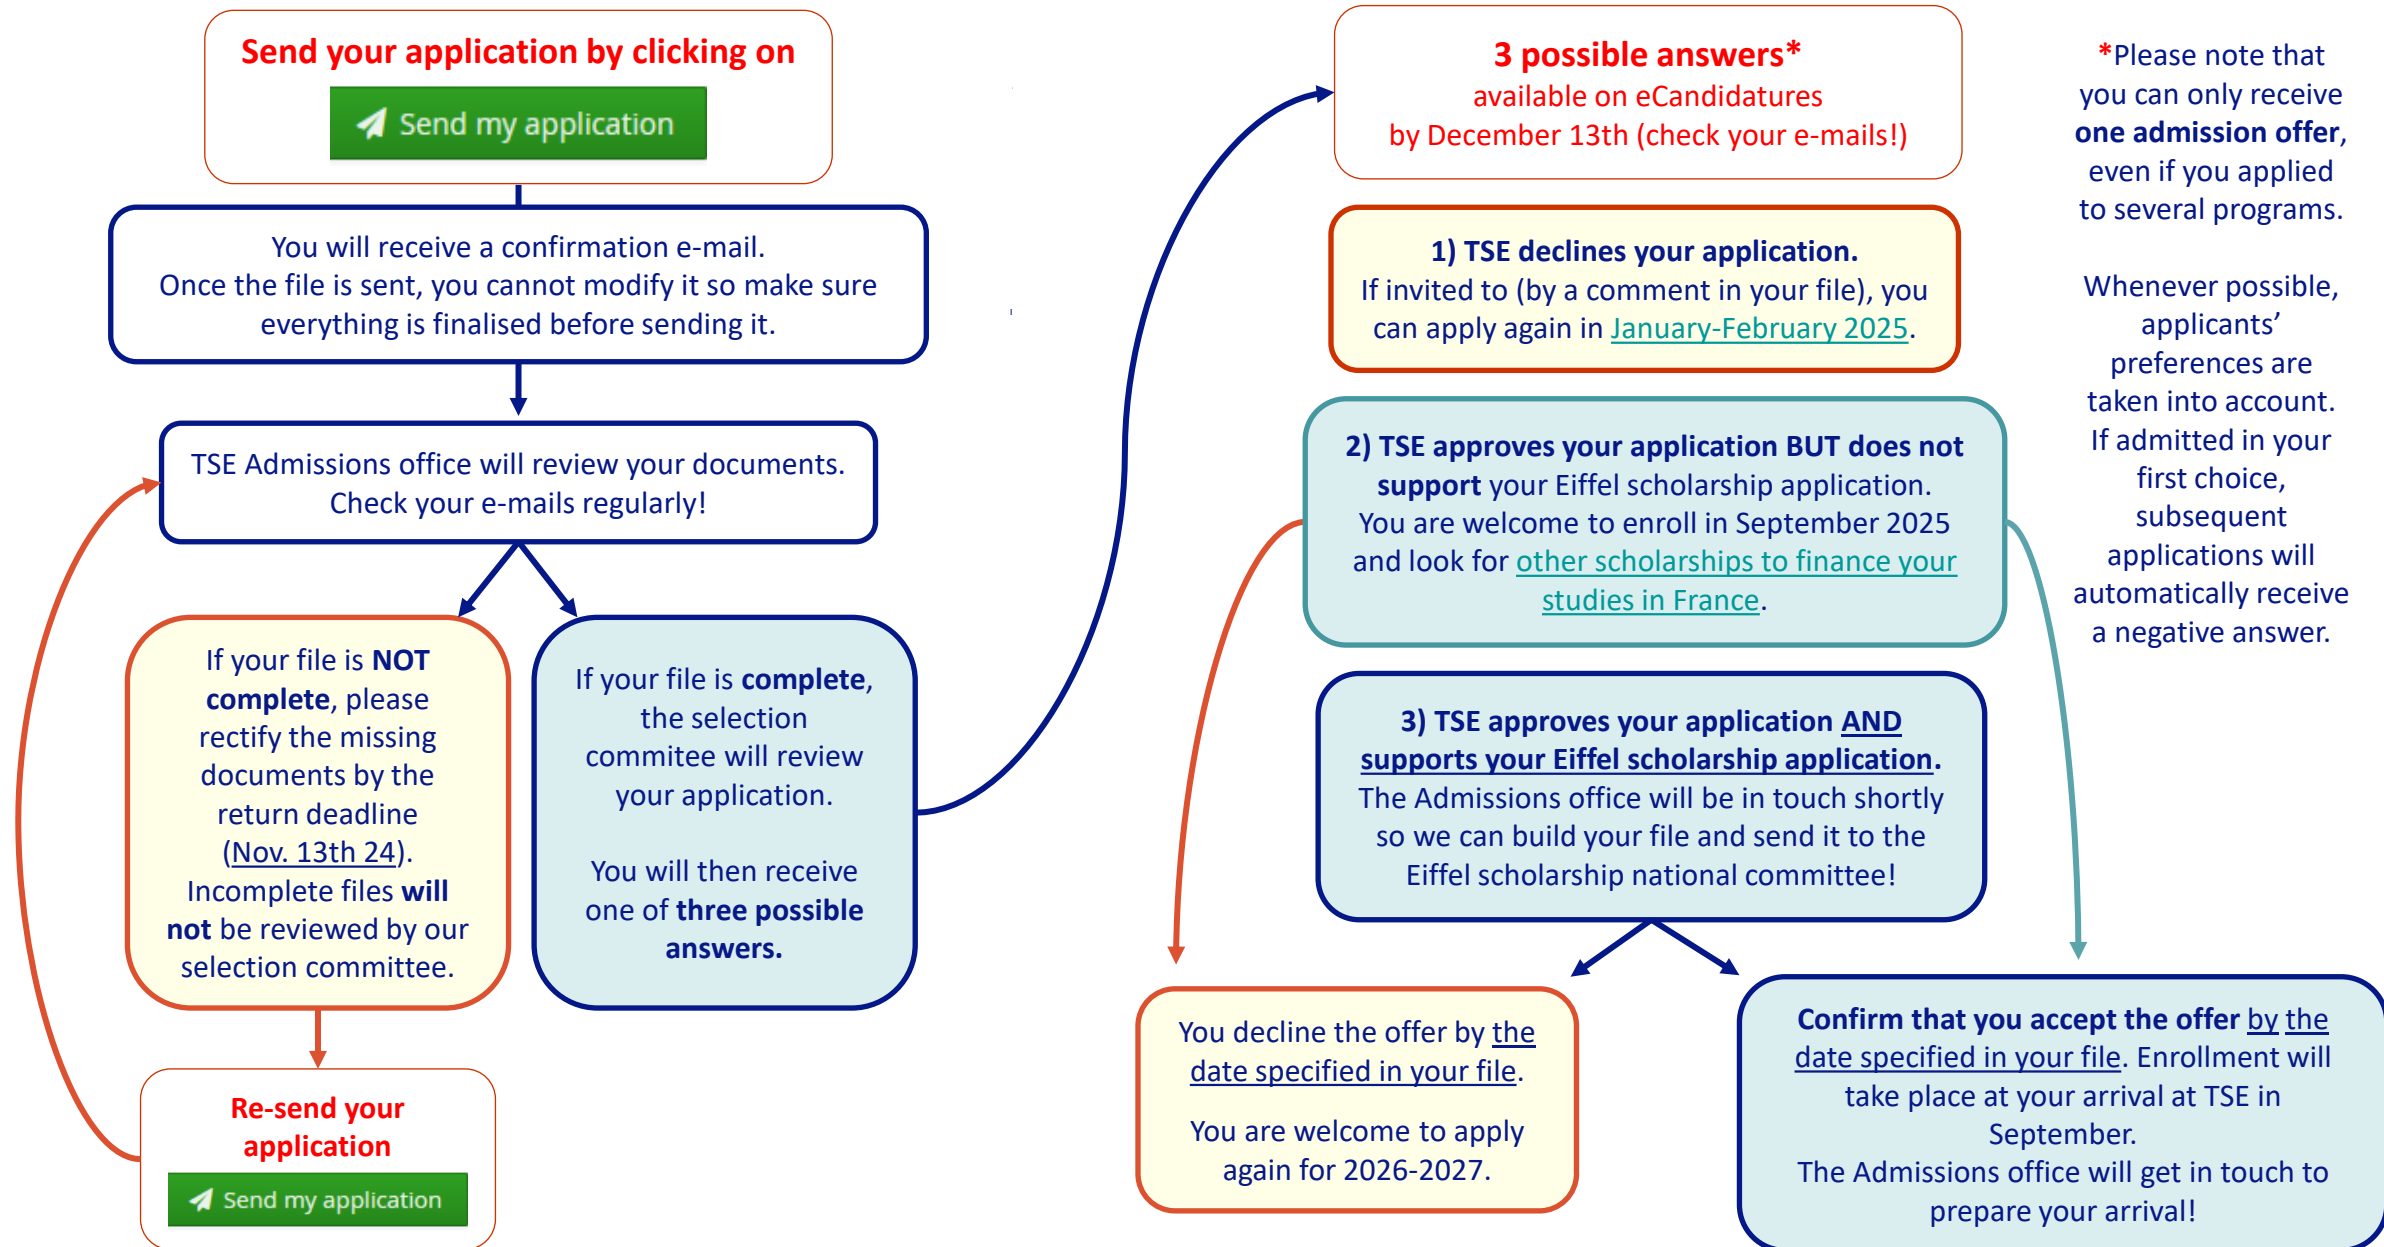 Send your application by clicking on
Send my application
You will receive a confirmation e-mail.
Once the file is sent, you cannot modify it so make sure
everything is finalised before sending it.
TSE Admissions office will review your documents.
Check your e-mails regularly!
If your file is NOT
complete, please
rectify the missing
documents by the
return deadline
(Nov. 13th 24).
Incomplete files will
not be reviewed by our
selection committee.
If your file is complete,
the selection
commitee will review
your application.
You will then receive
one of three possible
answers.
Re-send your
application
Send my application
3 possible answers*
available on eCandidatures
by December 13th (check your e-mails!)
1) TSE declines your application.
If invited to (by a comment in your file), you
can apply again in January-February 2025.
2) TSE approves your application BUT does not
support your Eiffel scholarship application.
You are welcome to enroll in September 2025
and look for other scholarships to finance your
studies in France.
3) TSE approves your application AND
supports your Eiffel scholarship application.
The Admissions office will be in touch shortly
so we can build your file and send it to the
Eiffel scholarship national committee!
You decline the offer by the
date specified in your file.
You are welcome to apply
again for 2026-2027.
Confirm that you accept the offer by the
date specified in your file. Enrollment will
take place at your arrival at TSE in
September.
The Admissions office will get in touch to
prepare your arrival!
*Please note that
you can only receive
one admission offer,
even if you applied
to several programs.
Whenever possible,
applicants’
preferences are
taken into account.
If admitted in your
first choice,
subsequent
applications will
automatically receive
a negative answer.